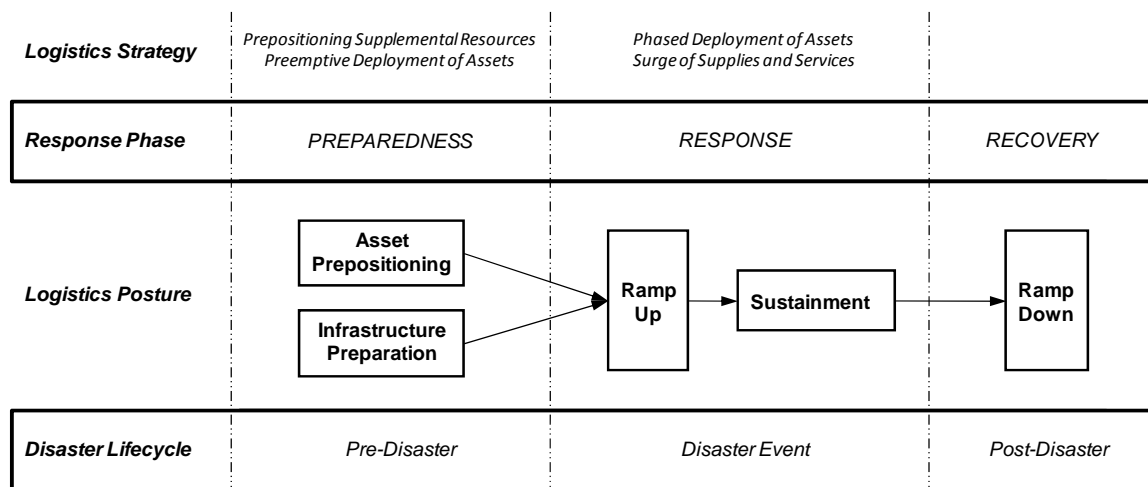 Logistics Strategy
Prepositioning Supplemental Resources
Preemptive Deployment of Assets
Phased Deployment of Assets
Surge of Supplies and Services
Response Phase
PREPAREDNESS
RESPONSE
RECOVERY
Logistics Posture
Asset
Prepositioning
Infrastructure
Preparation
Ramp
Up
Sustainment
Ramp
Down
Disaster Lifecycle
Pre-Disaster
Disaster Event
Post-Disaster